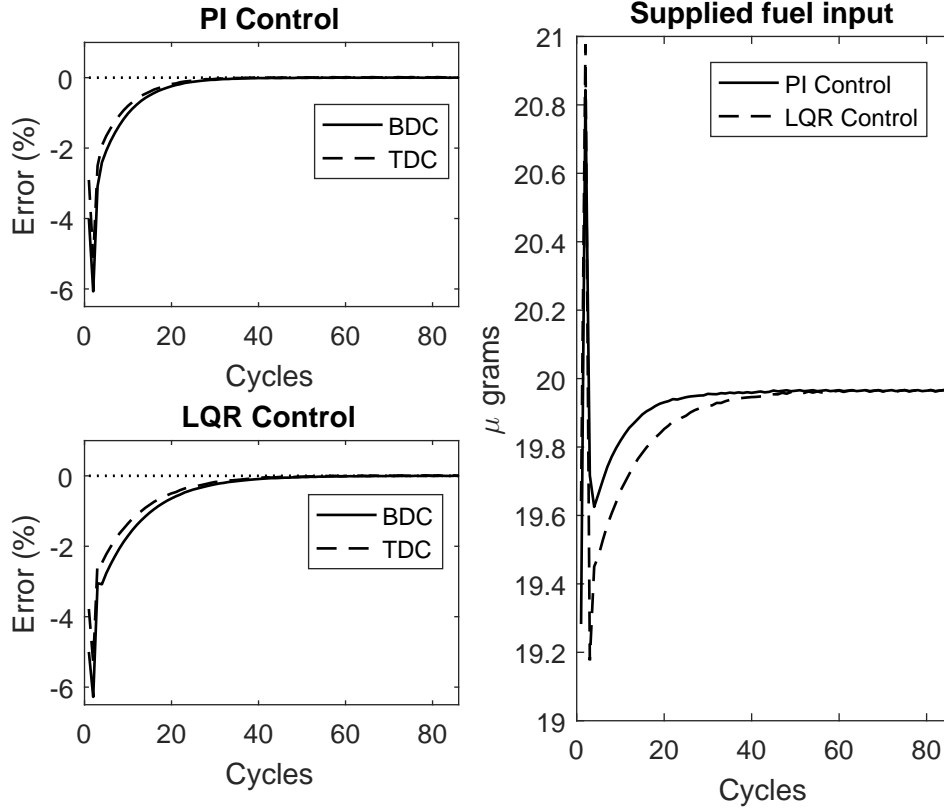 PI Control
0
-2
-4
-6
Error (%)
BDC
TDC
0 20 40 60 80
Cycles
LQR Control
0
-2
-4
-6
Error (%)
BDC
TDC
0 20 40 60 80
Cycles
Supplied fuel input
21
20.8
20.6
20.4
20.2
20
19.8
19.6
19.4
19.2
19
μ grams
PI Control
LQR Control
0 20 40 60 80
Cycles